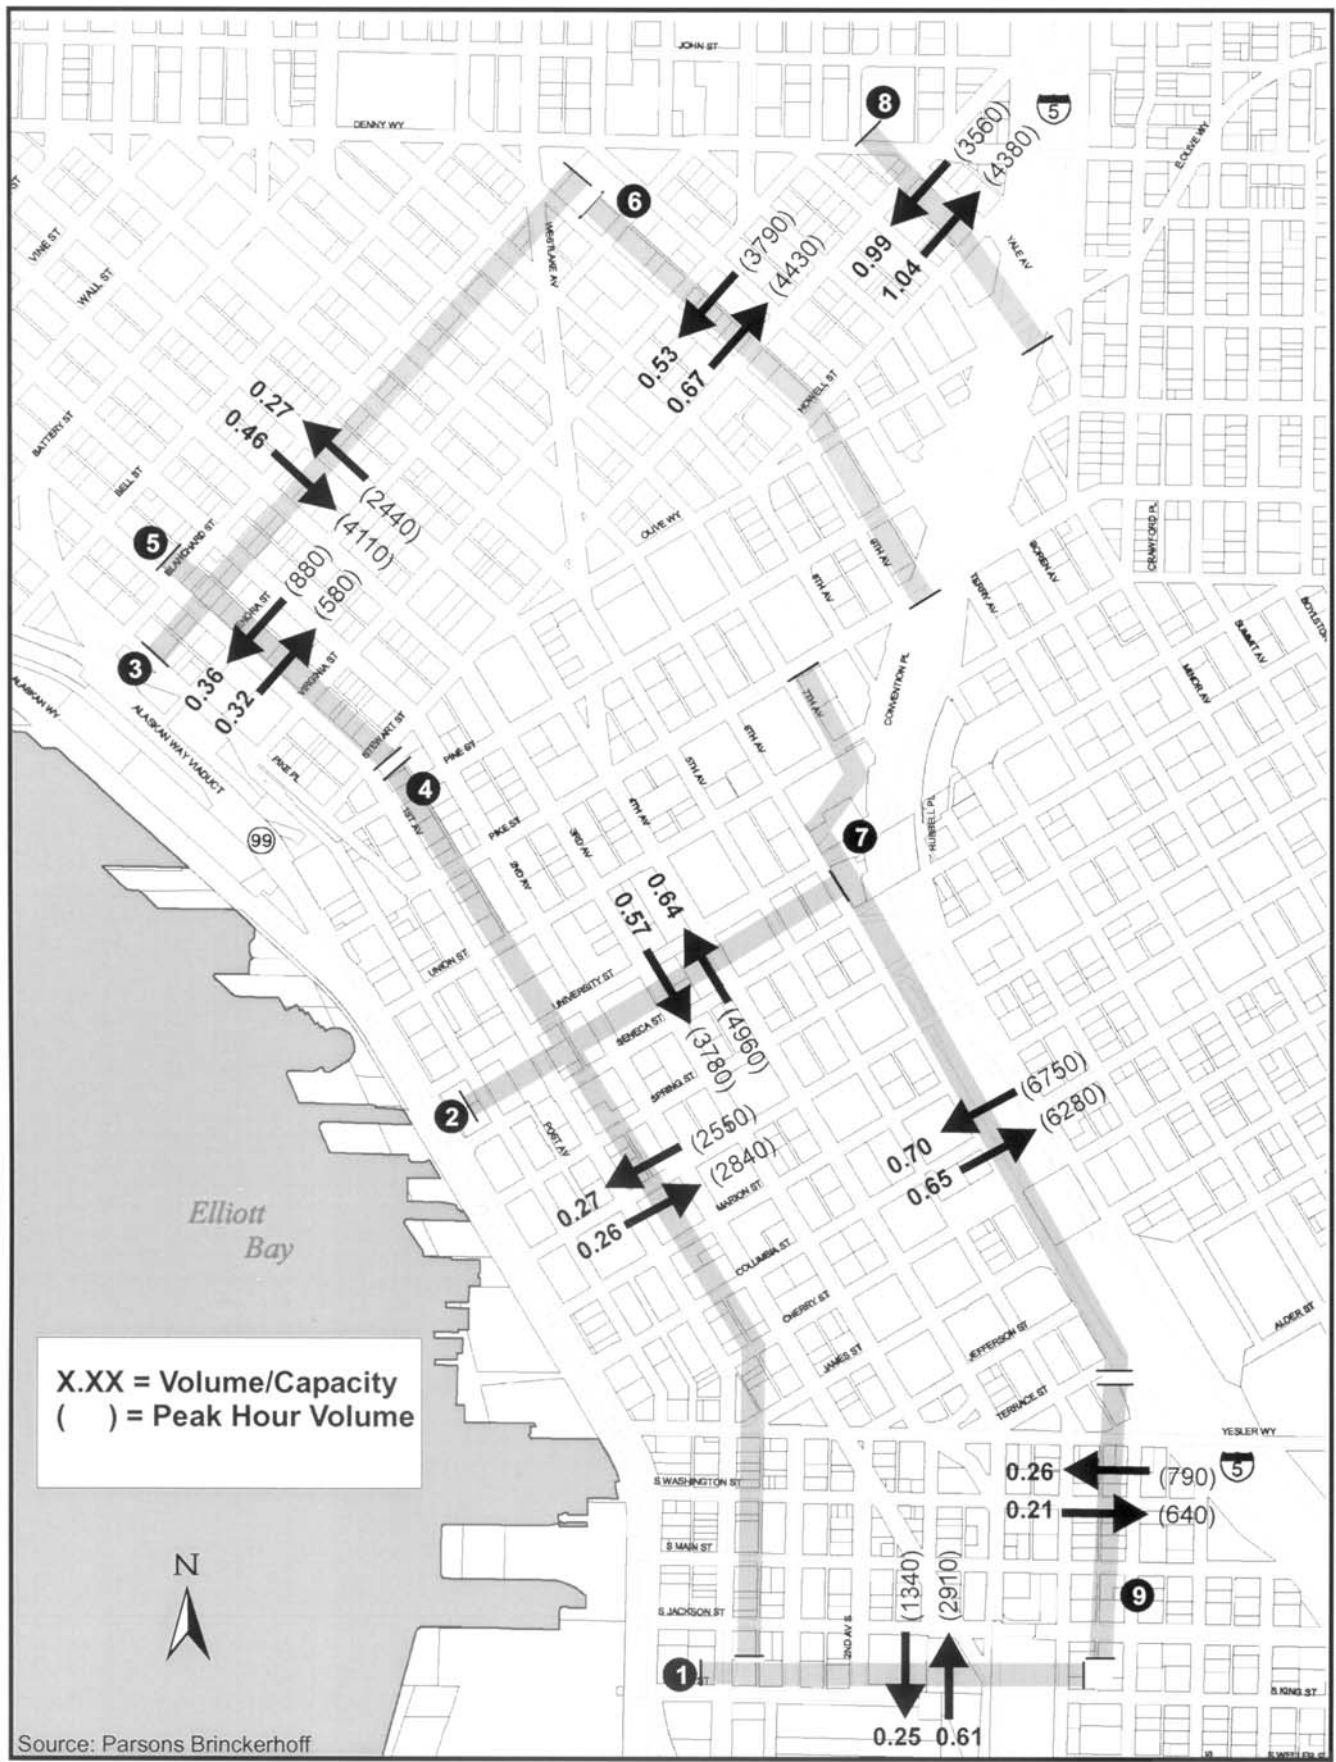 JOHN ST
8
5
(3560)
(4380)
DENNY WY
E.OLIVE WY
6
VINE ST
WESTLAKE AV
WALL ST
(3790)
(4430)
0.99
1.04
YALE AV
0.53
0.67
HOWELL ST
0.27
0.46
BATTERY ST
BELL ST
(2440)
(4110)
OLIVE WY
5
BLANCHARD ST
9TH AV
8TH AV
BOREN AV
TERRY AV
CRAWFORD PL
SUMMIT AV
MINOR AV
(880)
(580)
3
0.36
0.32
VIRGINIA ST
ALASKAN WY
ALASKAN WAY VIADUCT
STEWART ST
PIKE PL
PINE ST
7TH AV
CONVENTION PL
6TH AV
5TH AV
4
1ST AV
4TH AV
PIKE ST
3RD AV
2ND AV
HUBBELL PL
7
99
0.64
0.57
UNION ST
UNIVERSITY ST
SENECA ST
(4960)
(3780)
SPRING ST
2
POST AV
(2550)
(2840)
(6750)
(6280)
0.70
0.65
MARION ST
0.27
0.26
Elliott
Bay
COLUMBIA ST
CHERRY ST
JAMES ST
JEFFERSON ST
ALDER ST
TERRACE ST
X.XX = Volume/Capacity
( ) = Peak Hour Volume
YESLER WY
S WASHINGTON ST
0.26
(790)
5
0.21
(640)
S MAIN ST
N
(1340)
(2910)
9
S JACKSON ST
2ND AV S
1
ST
S KING ST
0.25
0.61
Source: Parsons Brinckerhoff